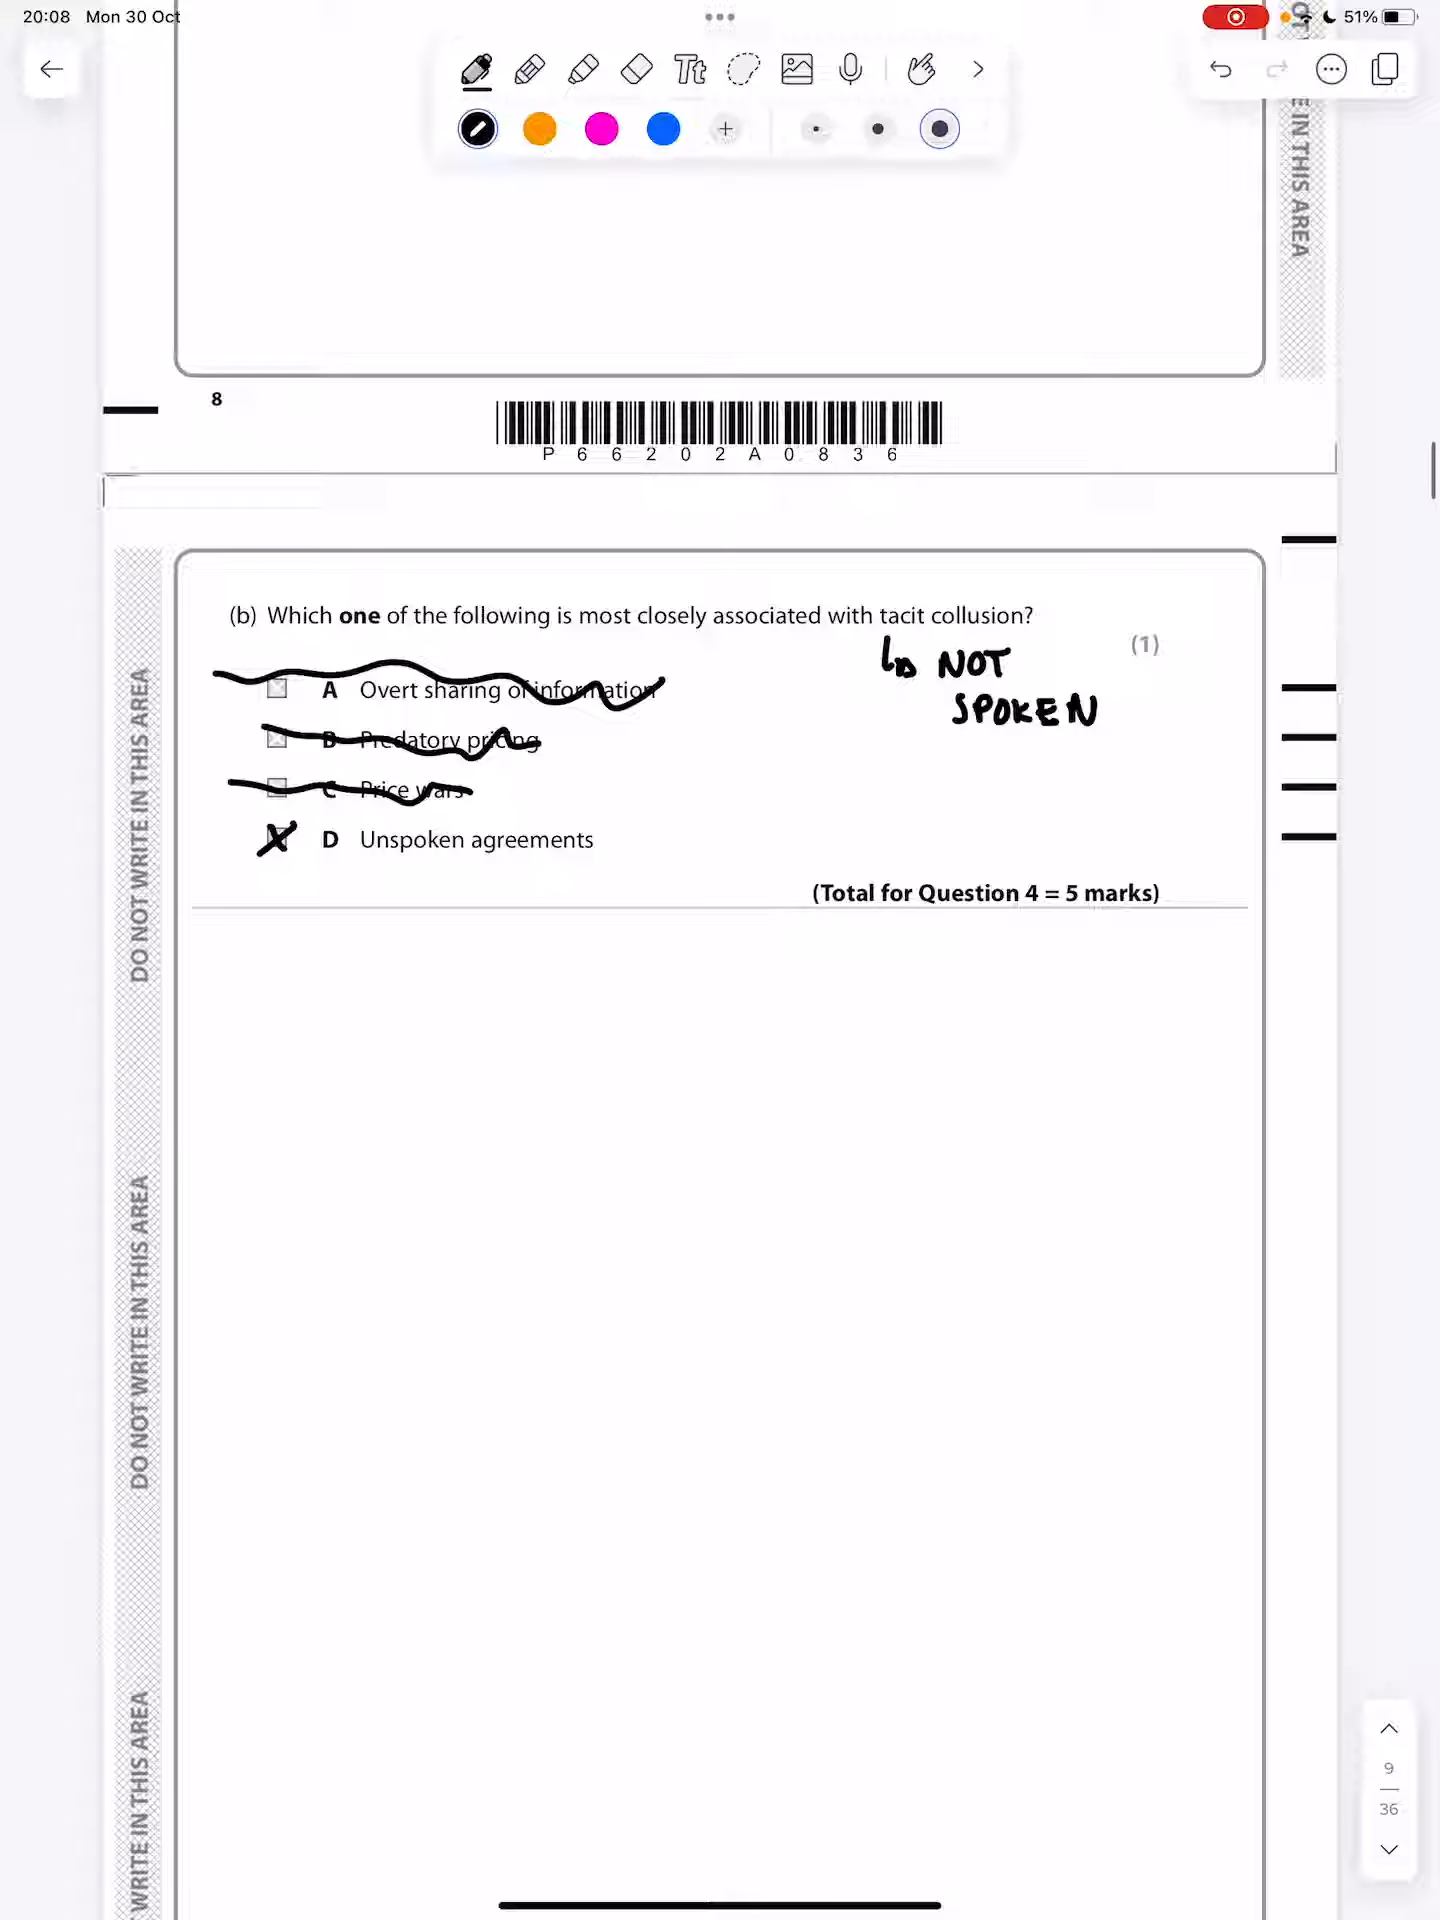 20:08 Mon 30 Oct
51%
Tt
E IN THIS AREA
8
P 6 6 2 0 2 A 0 8 3 6
(b) Which one of the following is most closely associated with tacit collusion?
(1)
NOT
SPOKEN
A Overt sharing of information
B Predatory pricing
C Price wars
D Unspoken agreements
(Total for Question 4 = 5 marks)
DO NOT WRITE IN THIS AREA
DO NOT WRITE IN THIS AREA
WRITE IN THIS AREA
9
36